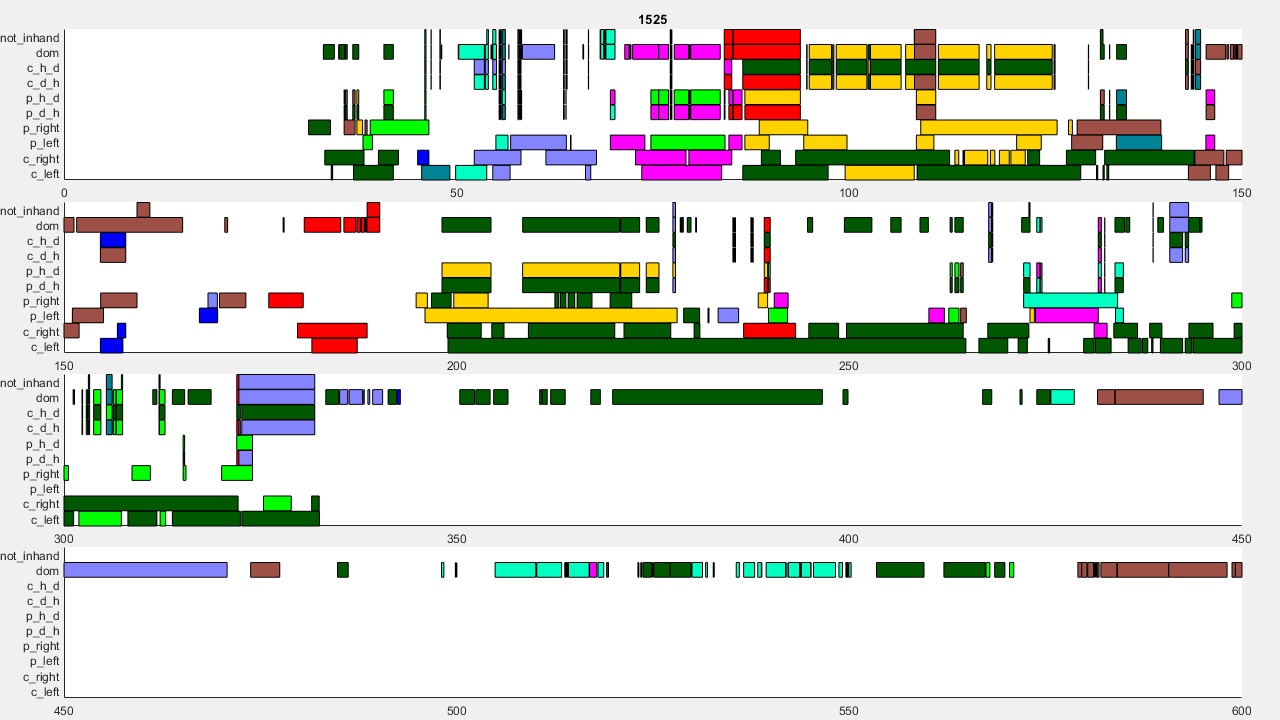 1525
not_inhand
dom
c_h_d
c_d_h
p_h_d
p_d_h
p_right
p_left
c_right
c_left
0 50 100 150
not_inhand
dom
c_h_d
c_d_h
p_h_d
p_d_h
p_right
p_left
c_right
c_left
150 200 250 300
not_inhand
dom
c_h_d
c_d_h
p_h_d
p_d_h
p_right
p_left
c_right
c_left
300 350 400 450
not_inhand
dom
c_h_d
c_d_h
p_h_d
p_d_h
p_right
p_left
c_right
c_left
450 500 550 600